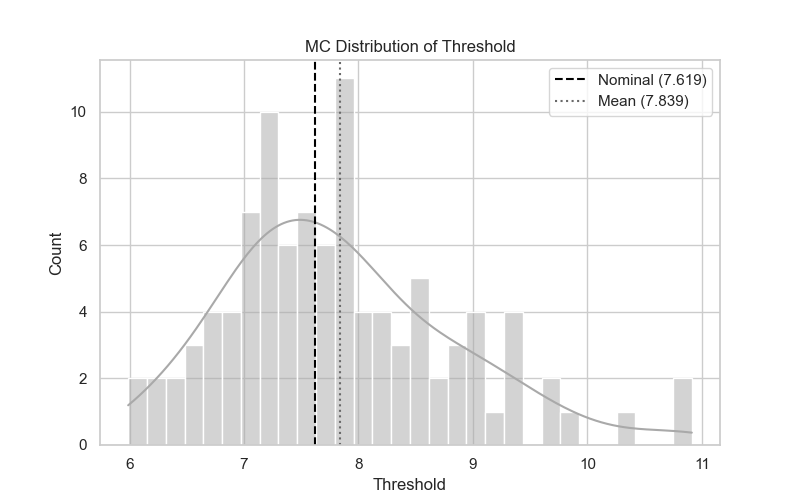 MC Distribution of Threshold
Nominal (7.619)
Mean (7.839)
Count
10
8
6
4
2
0
6
7
8
9
10
11
Threshold